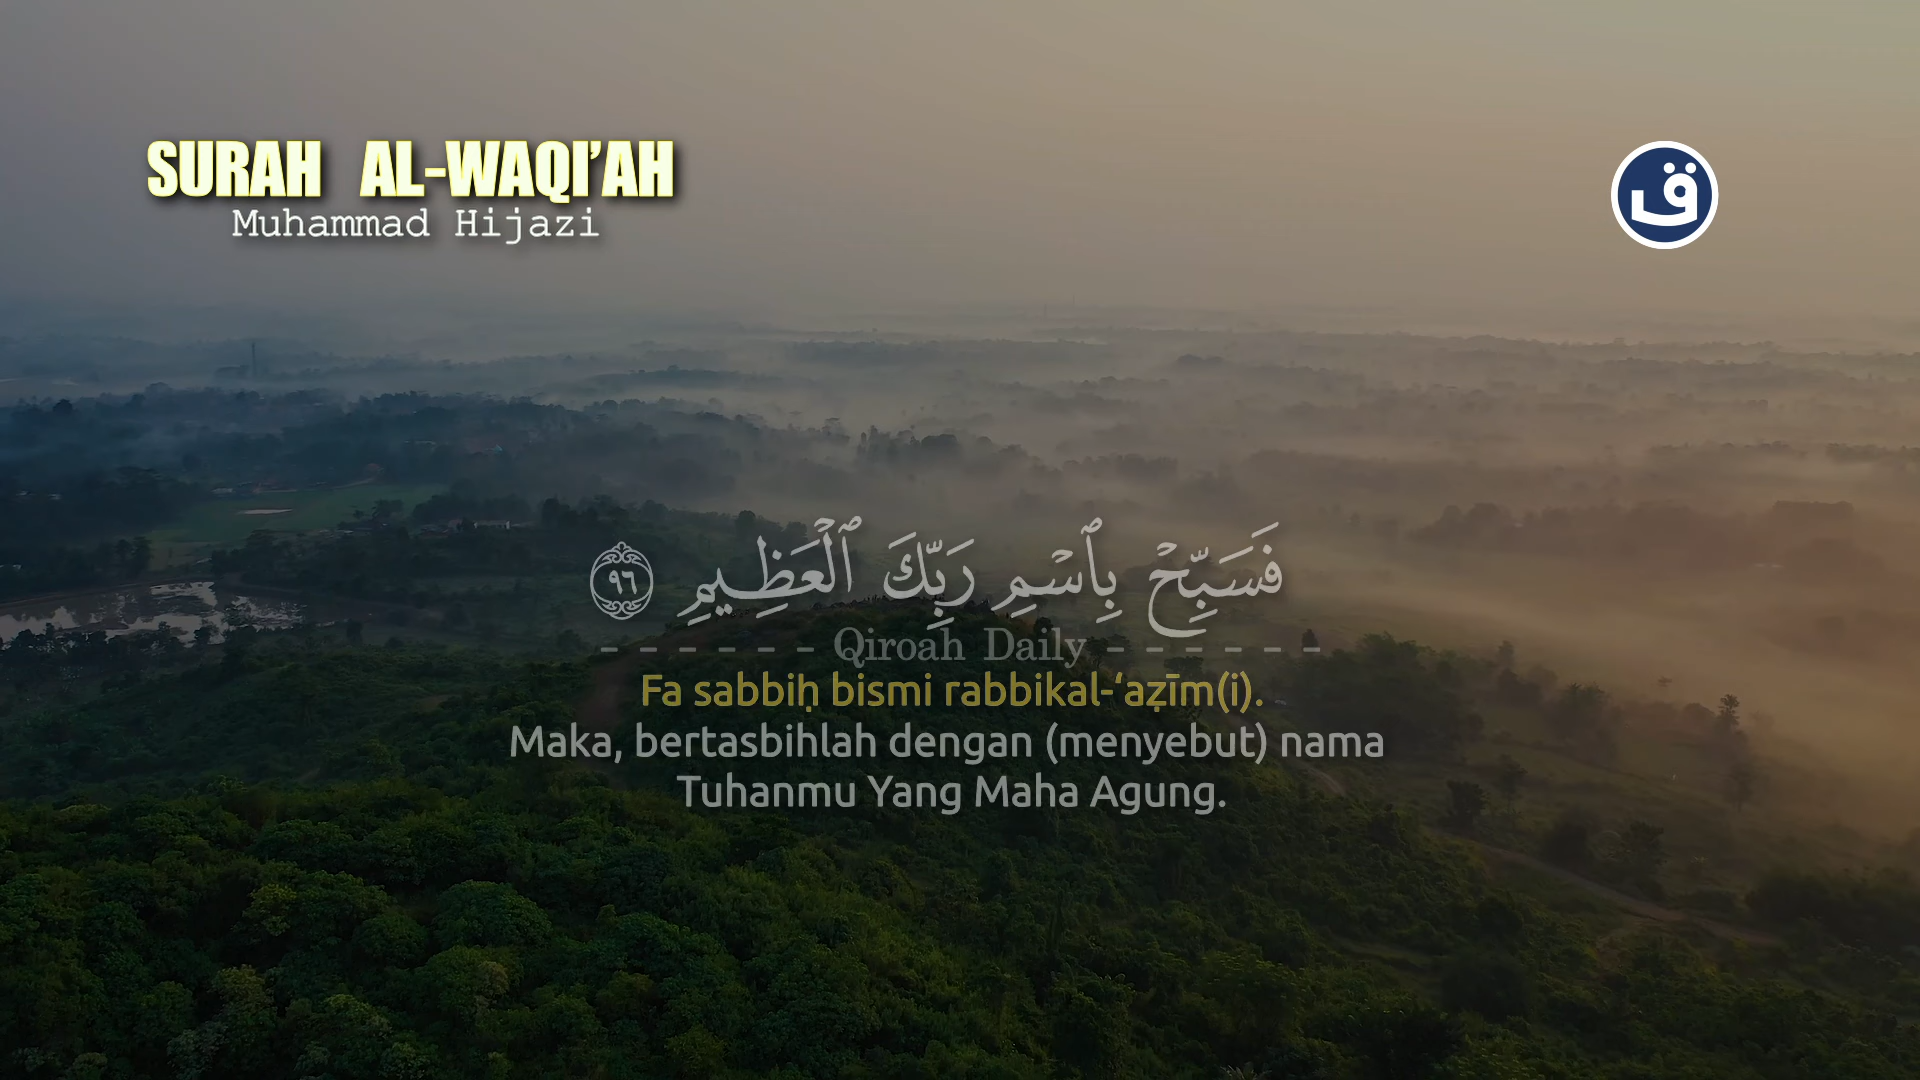 SURAH AL-WAQI’AH
Muhammad Hijazi
ق
فَسَبِّحْ بِٱسْمِ رَبِّكَ ٱلْعَظِيمِ ٩٦
- - - - - - Qiroah Daily - - - - - -
Fa sabbiḥ bismi rabbikal-‘aẓīm(i).
Maka, bertasbihlah dengan (menyebut) nama
Tuhanmu Yang Maha Agung.